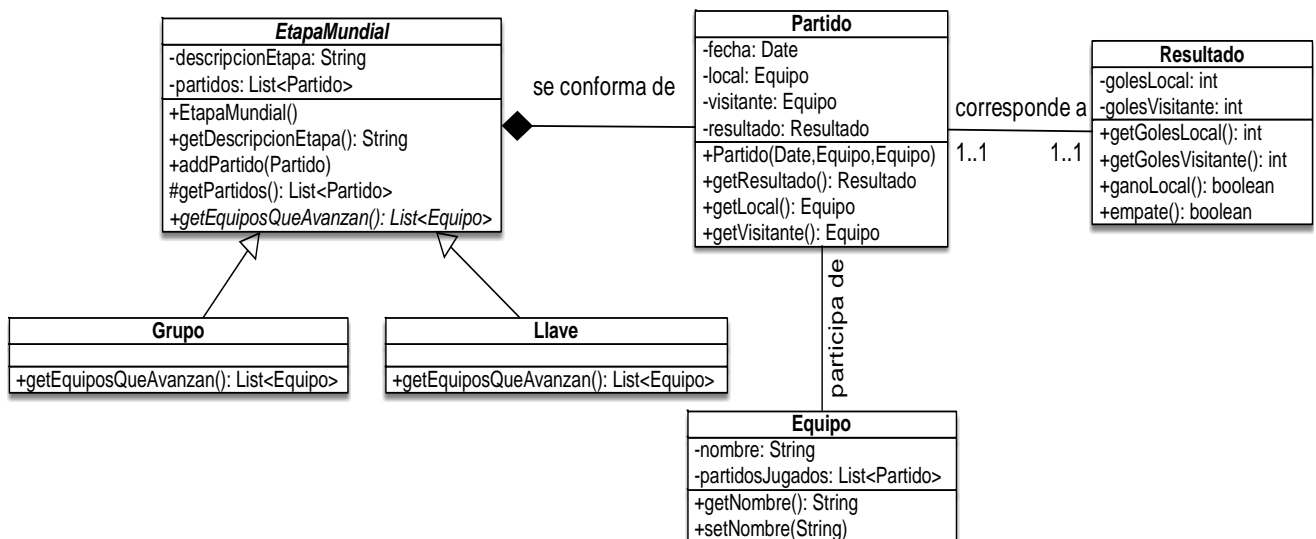 EtapaMundial
-descripcionEtapa: String
-partidos: List<Partido>
+EtapaMundial()
+getDescripcionEtapa(): String
+addPartido(Partido)
#getPartidos(): List<Partido>
+getEquiposQueAvanzan(): List<Equipo>
se conforma de
Partido
-fecha: Date
-local: Equipo
-visitante: Equipo
-resultado: Resultado
+Partido(Date,Equipo,Equipo)
+getResultado(): Resultado
+getLocal(): Equipo
+getVisitante(): Equipo
corresponde a
1..1
1..1
Resultado
-golesLocal: int
-golesVisitante: int
+getGolesLocal(): int
+getGolesVisitante(): int
+ganoLocal(): boolean
+empate(): boolean
Grupo
+getEquiposQueAvanzan(): List<Equipo>
Llave
+getEquiposQueAvanzan(): List<Equipo>
participa de
Equipo
-nombre: String
-partidosJugados: List<Partido>
+getNombre(): String
+setNombre(String)